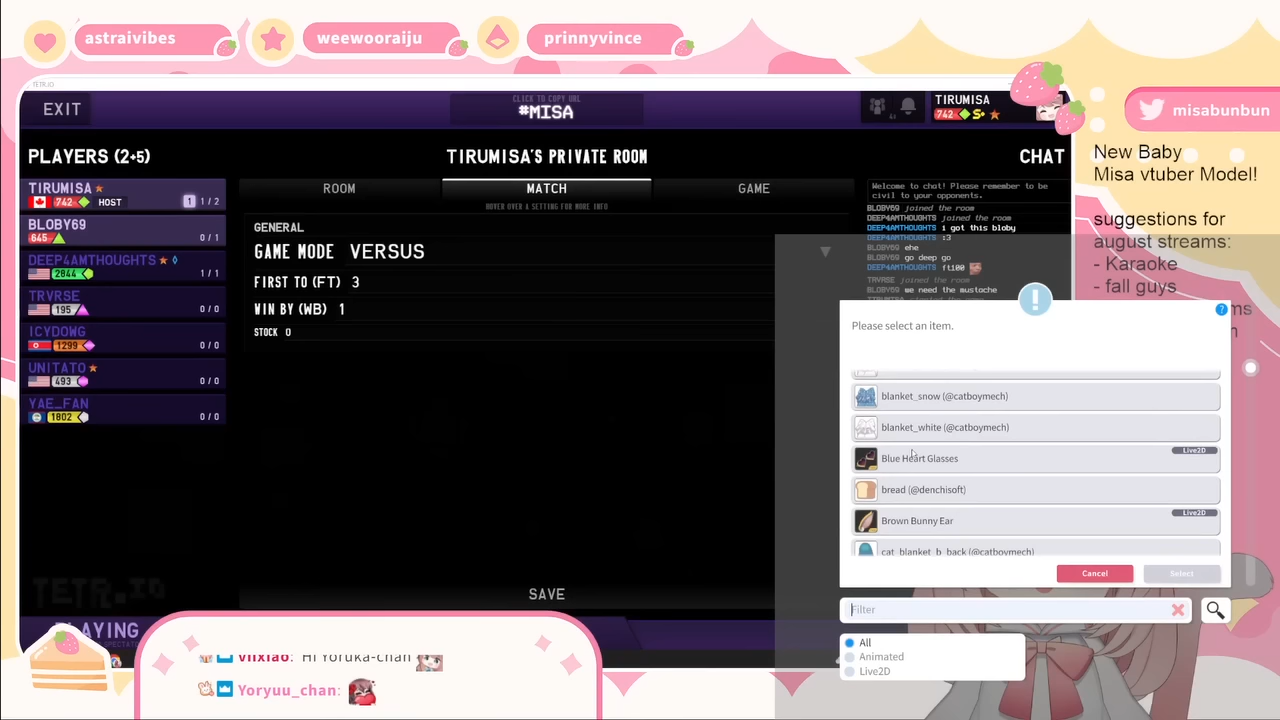 astraivibes
weewooraiju
prinnyvince
TETR.IO
EXIT
CLICK TO COPY URL
#MISA
TIRUMISA
742 S+
misabunbun
PLAYERS (2+5)
TIRUMISA'S PRIVATE ROOM
CHAT
New Baby
Misa vtuber Model!
suggestions for
august streams:
- Karaoke
- fall guys
ms
TIRUMISA
742 HOST
1 1/2
BLOBY69
645
0/1
DEEP4AMTHOUGHTS
2844
1/1
TRVRSE
195
0/0
ICYDOWG
1299
0/0
UNITATO
493
0/0
YAE_FAN
1802
0/0
ROOM
MATCH
GAME
HOVER OVER A SETTING FOR MORE INFO
GENERAL
GAME MODE VERSUS
FIRST TO (FT) 3
WIN BY (WB) 1
STOCK 0
SAVE
Welcome to chat! Please remember to
be civil to your opponents.
BLOBY69 joined the room
DEEP4AMTHOUGHTS joined the room
DEEP4AMTHOUGHTS i got this bloby
:3
BLOBY69 ehe
BLOBY69 go deep go
DEEP4AMTHOUGHTS ft100
TRVRSE joined the room
BLOBY69 we need the mustache
Please select an item.
blanket_snow (@catboymech)
blanket_white (@catboymech)
Blue Heart Glasses
Live2D
bread (@denchisoft)
Brown Bunny Ear
Live2D
cat_blanket_b_back (@catboymech)
Cancel
Select
Filter
All
Animated
Live2D
TETR.IO
viixiao: Hi Yoruka-chan
Yoryuu_chan: